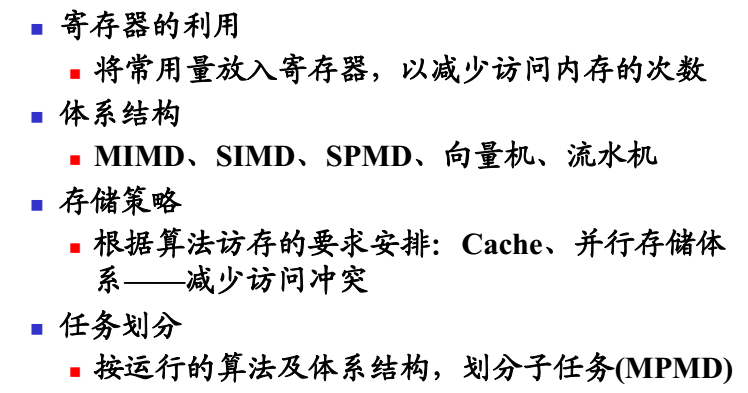 寄存器的利用
将常用量放入寄存器，以减少访问内存的次数
体系结构
MIMD、SIMD、SPMD、向量机、流水机
存储策略
根据算法访存的要求安排：Cache、并行存储体
系——减少访问冲突
任务划分
按运行的算法及体系结构，划分子任务(MPMD)